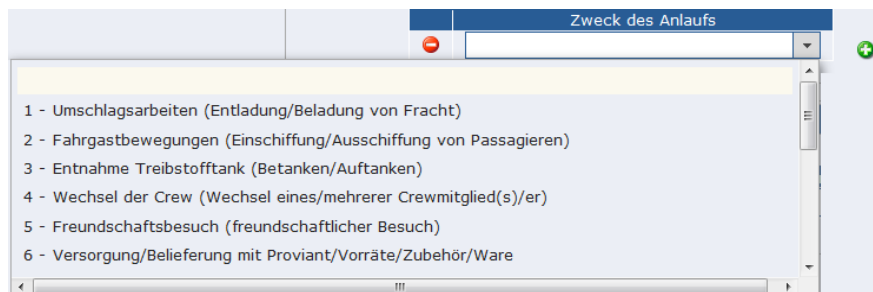 Zweck des Anlaufs
1 - Umschlagsarbeiten (Entladung/Beladung von Fracht)
2 - Fahrgastbewegungen (Einschiffung/Ausschiffung von Passagieren)
3 - Entnahme Treibstofftank (Betanken/Auftanken)
4 - Wechsel der Crew (Wechsel eines/mehrerer Crewmitglied(s)/er)
5 - Freundschaftsbesuch (freundschaftlicher Besuch)
6 - Versorgung/Belieferung mit Proviant/Vorräte/Zubehör/Ware